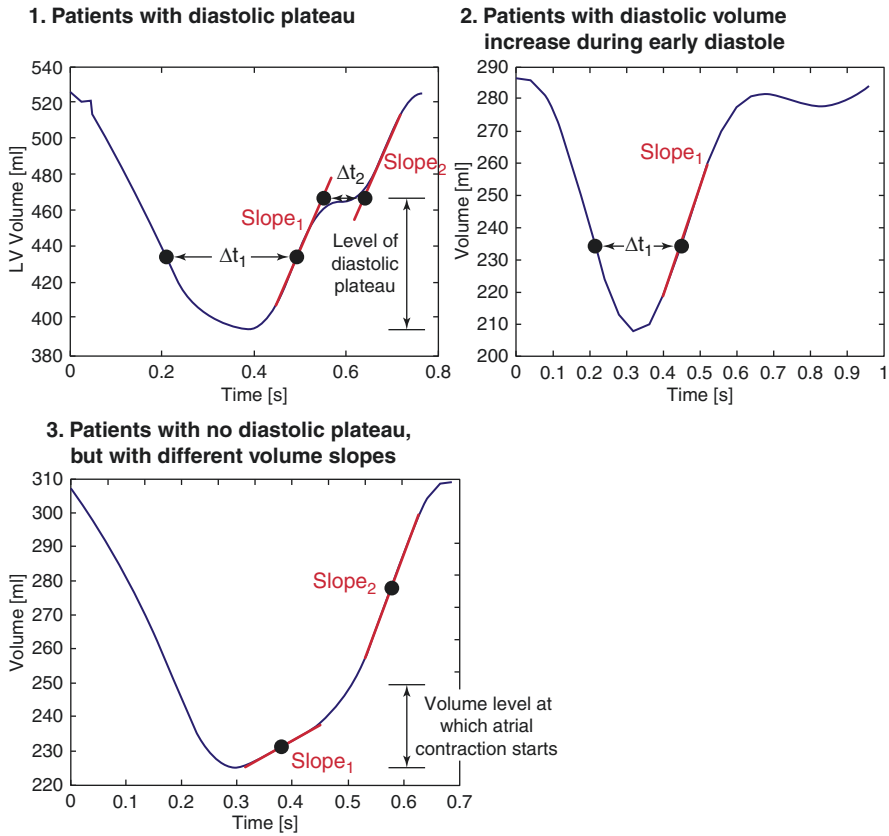 1. Patients with diastolic plateau
540
520
500
480
460
440
420
400
380
LV Volume [ml]
0
0.2
0.4
0.6
0.8
Time [s]
Slope1
Δt1
Δt2
Slope2
Level of
diastolic
plateau
2. Patients with diastolic volume
increase during early diastole
290
280
270
260
250
240
230
220
210
200
Volume [ml]
0 0.1 0.2 0.3 0.4 0.5 0.6 0.7 0.8 0.9 1
Time [s]
Slope1
Δt1
3. Patients with no diastolic plateau,
but with different volume slopes
310
300
290
280
270
260
250
240
230
220
Volume [ml]
0 0.1 0.2 0.3 0.4 0.5 0.6 0.7
Time [s]
Slope2
Slope1
Volume level at
which atrial
contraction starts